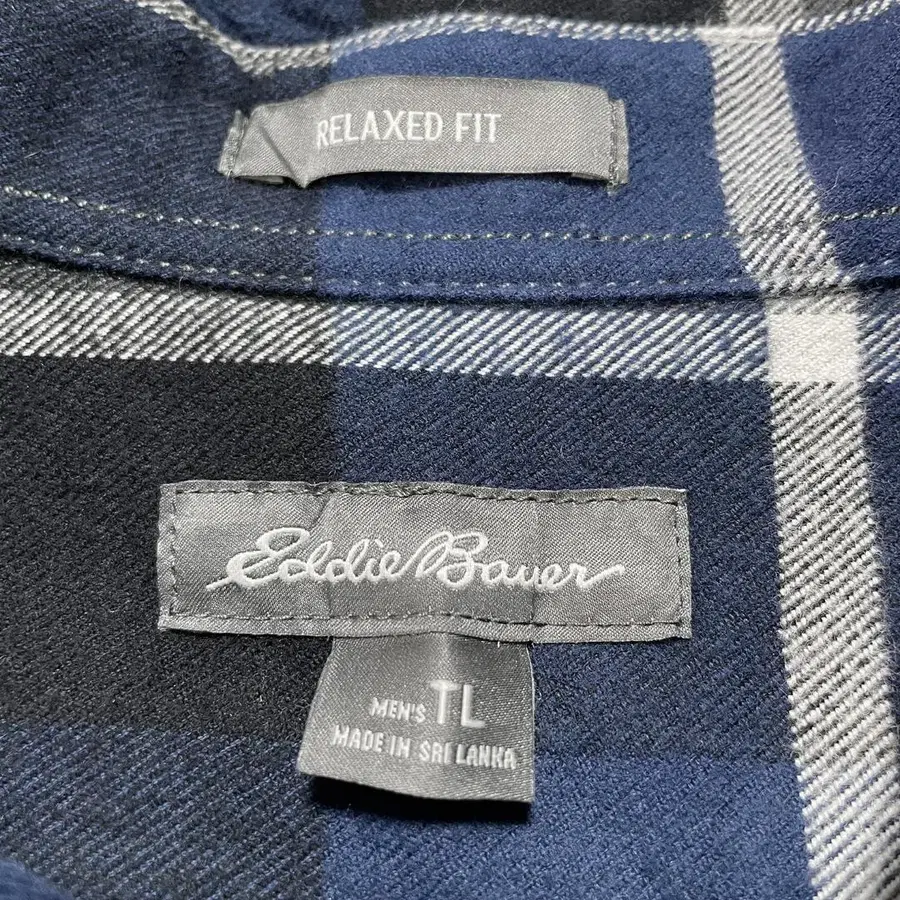 RELAXED FIT
Eddie Bauer
MEN'S TL
MADE IN SRI LANKA